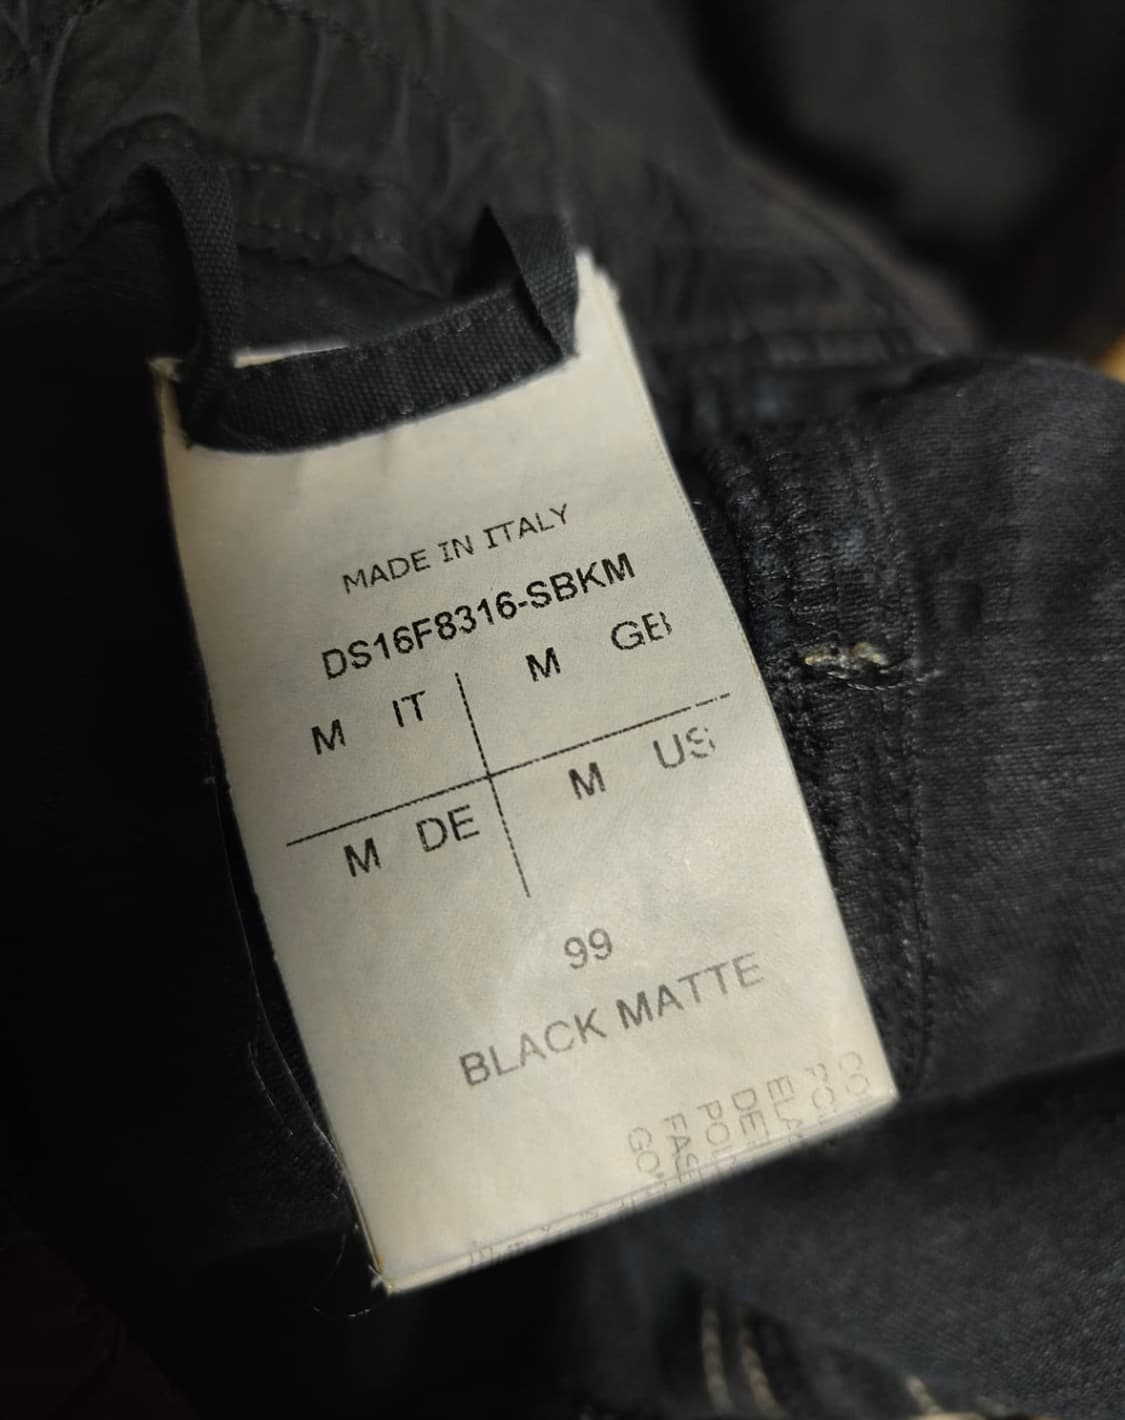 MADE IN ITALY
DS16F8316-SBKM
M IT M GB
M DE M US
99
BLACK MATTE